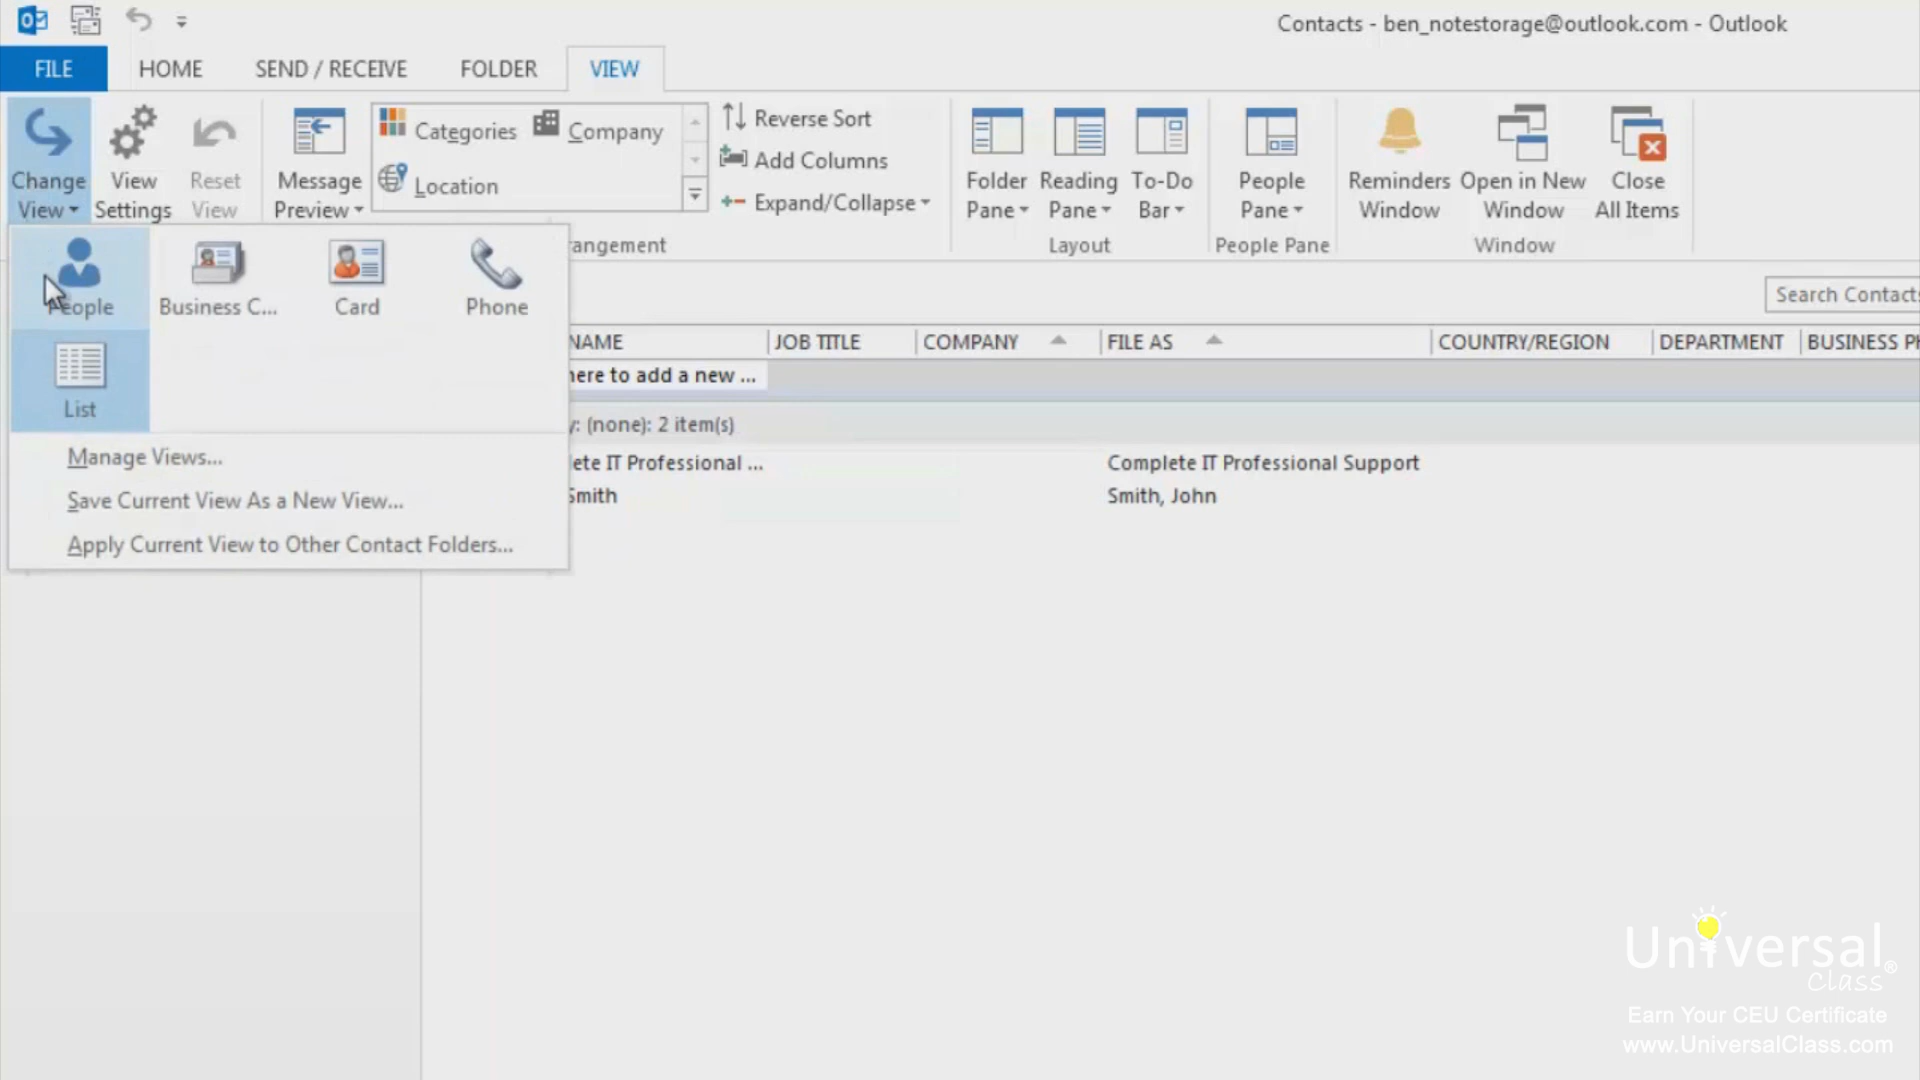 Contacts - ben_notestorage@outlook.com - Outlook
FILE HOME SEND / RECEIVE FOLDER VIEW
Change View
View Settings
Reset View
Message Preview
Categories Company
Location
Reverse Sort
Add Columns
Expand/Collapse
Folder Pane
Reading Pane
To-Do Bar
People Pane
Reminders Window
Open in New Window
Close All Items
rangement Layout People Pane Window
People Business C... Card Phone
List
Manage Views...
Save Current View As a New View...
Apply Current View to Other Contact Folders...
Search Contacts
NAME JOB TITLE COMPANY FILE AS COUNTRY/REGION DEPARTMENT BUSINESS PH
here to add a new ...
y: (none): 2 item(s)
lete IT Professional ... Complete IT Professional Support
Smith Smith, John
Universal
Class®
Earn Your CEU Certificate
www.UniversalClass.com